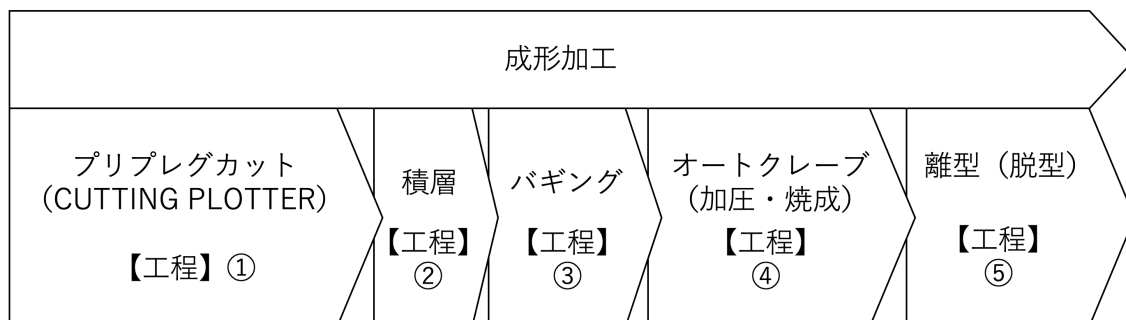 成形加工
プリプレグカット
（CUTTING PLOTTER）
【工程】①
積層
【工程】
②
バギング
【工程】
③
オートクレーブ
（加圧・焼成）
【工程】
④
離型（脱型）
【工程】
⑤